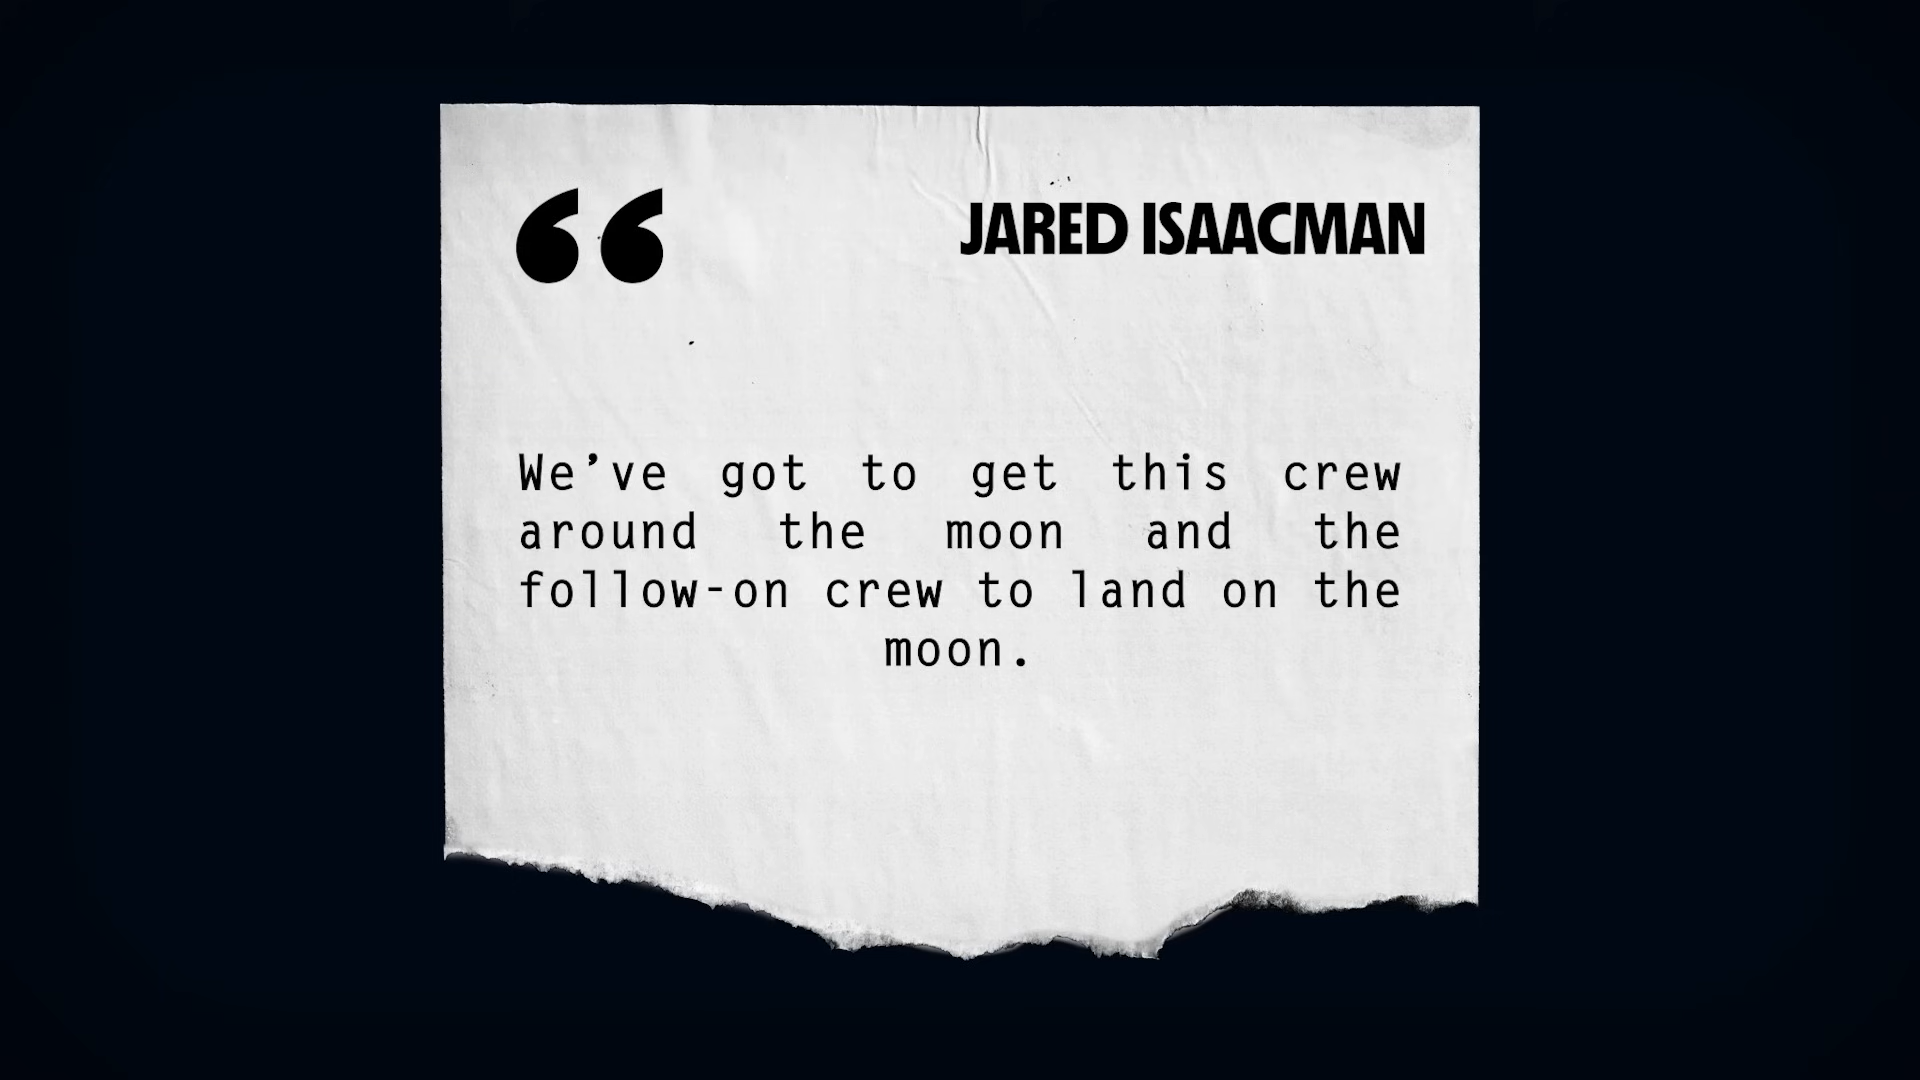 “
JARED ISAACMAN
We’ve got to get this crew
around the moon and the
follow-on crew to land on the
moon.